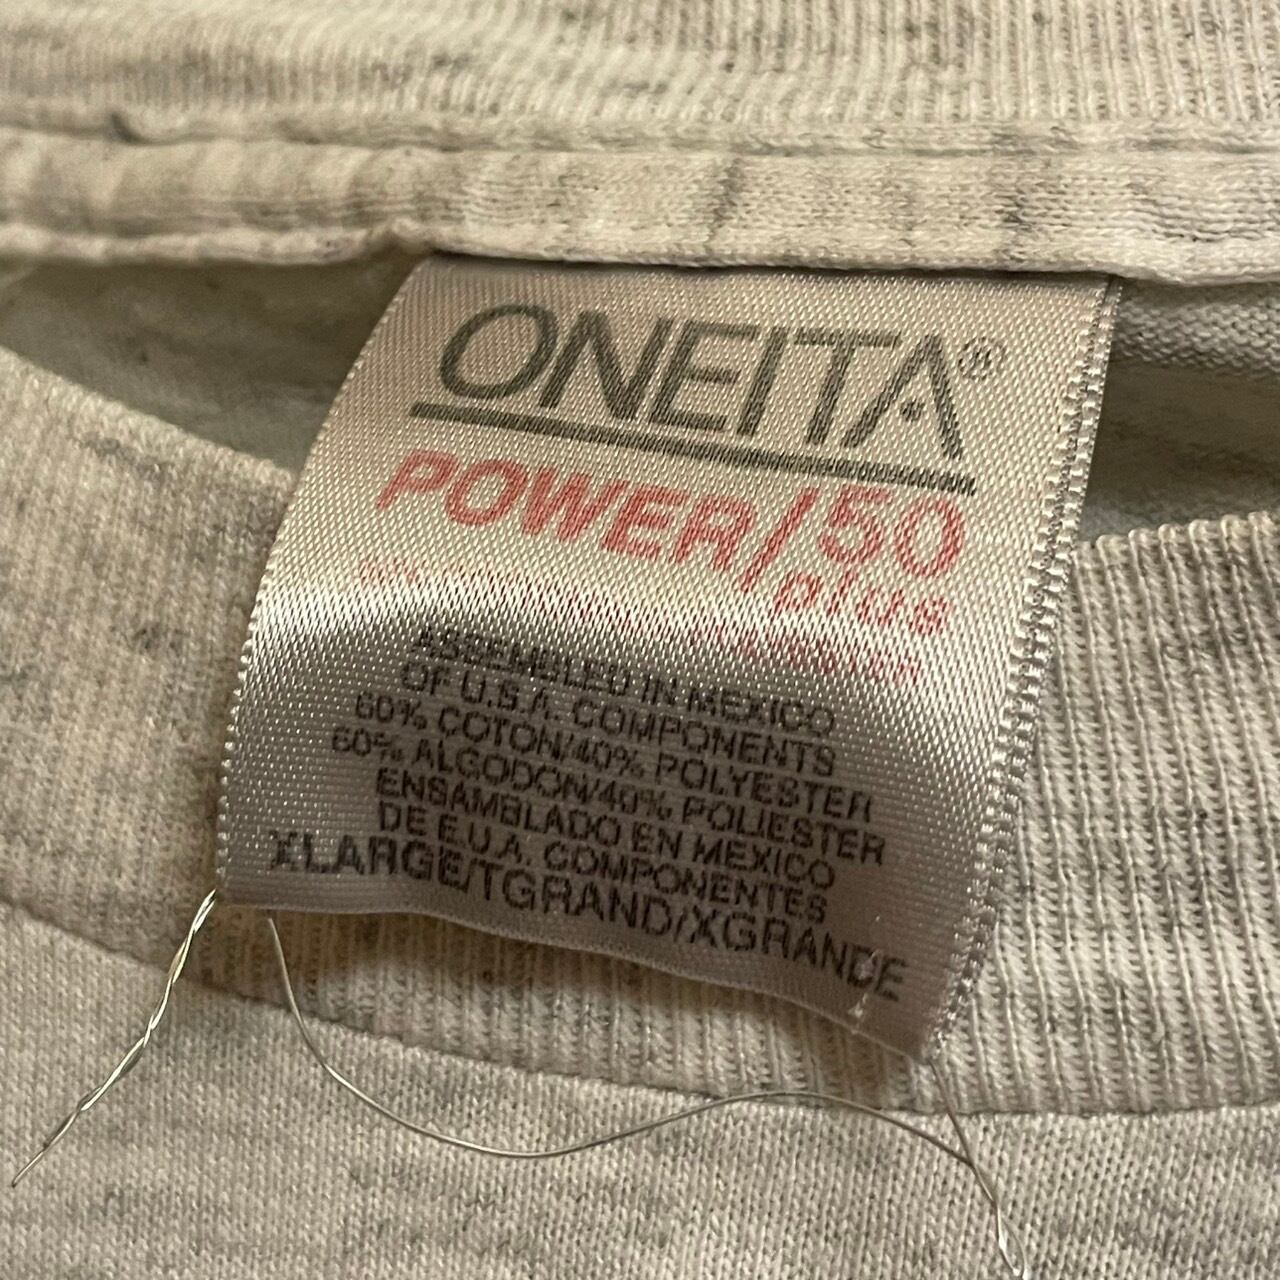 ONEITA®
POWER/50
plus
ASSEMBLED IN MEXICO
OF U.S.A. COMPONENTS
60% COTON/40% POLYESTER
60% ALGODON/40% POLIESTER
ENSAMBLADO EN MEXICO
DE E.U.A. COMPONENTES
XLARGE/TGRAND/XGRANDE